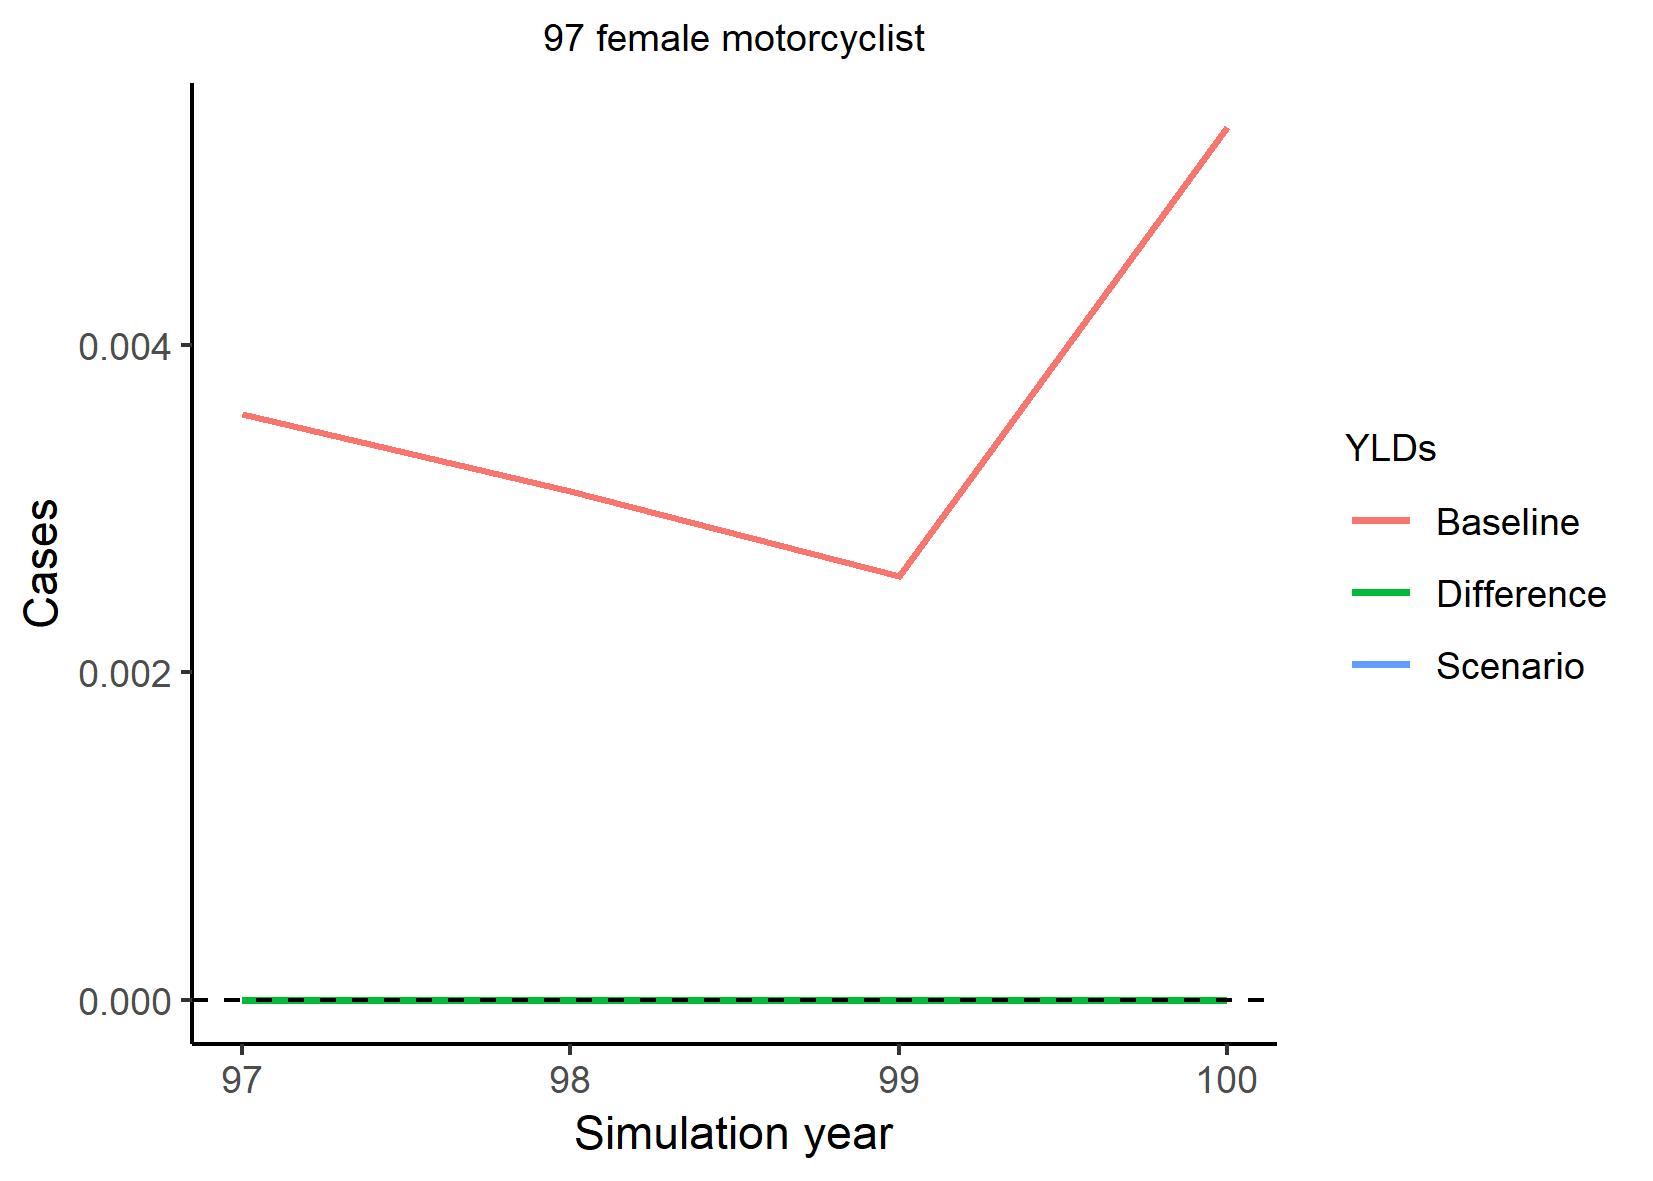 97 female motorcyclist
Cases
0.004
0.002
0.000
97 98 99 100
Simulation year
YLDs
Baseline
Difference
Scenario